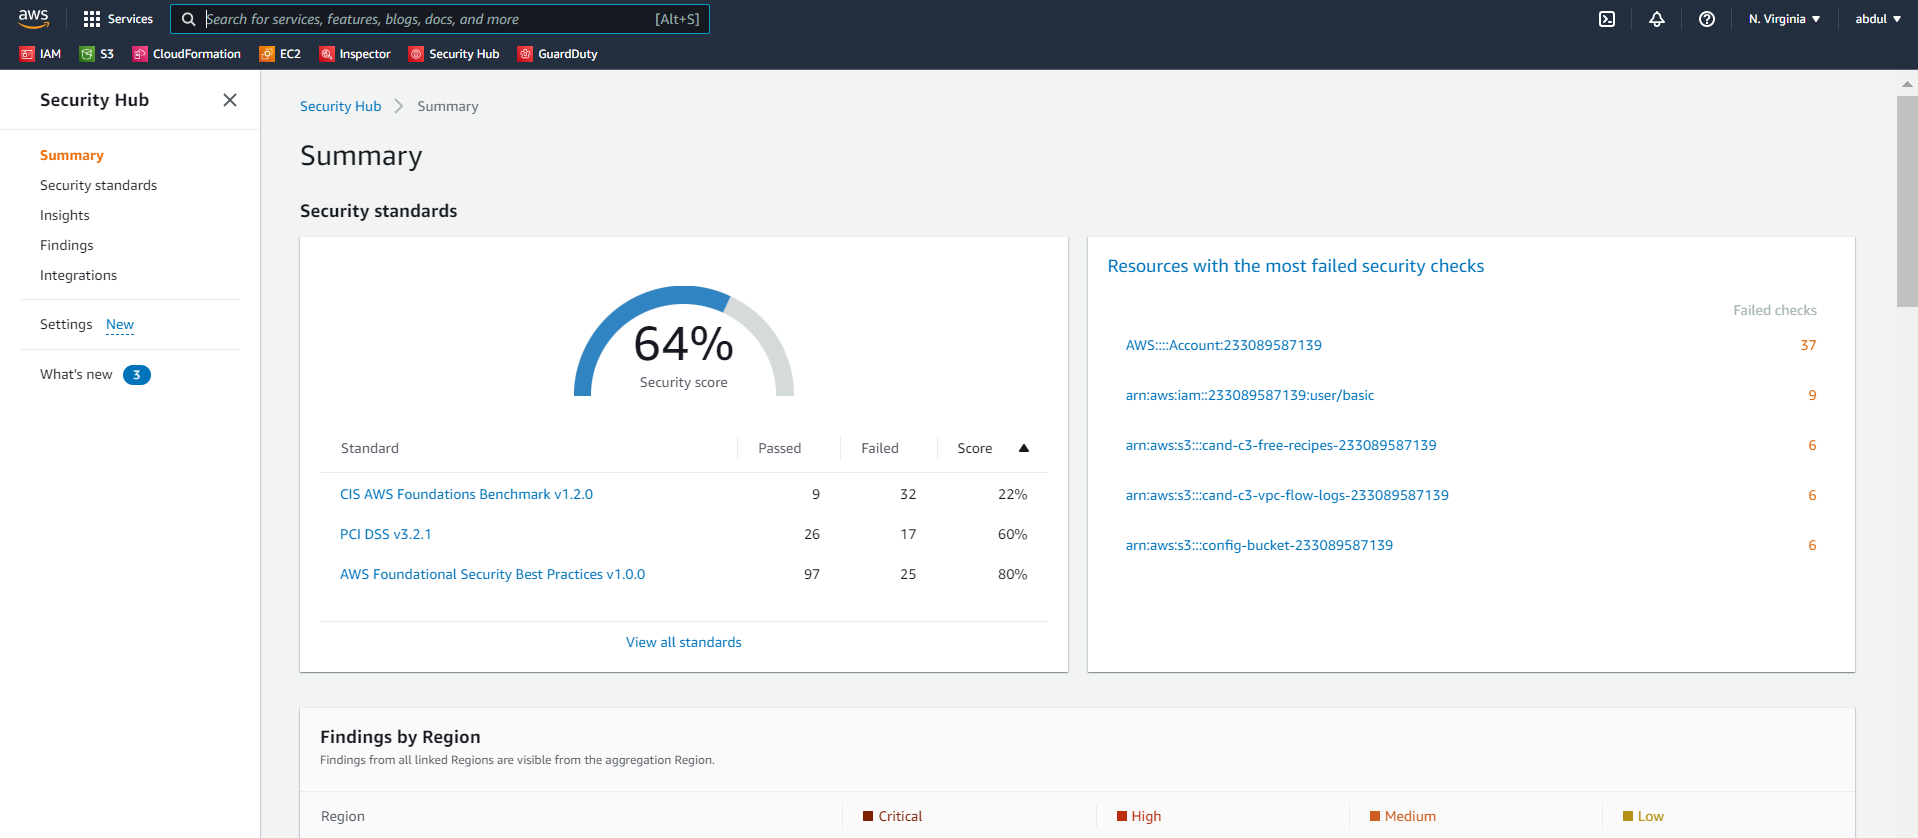 aws Services Search for services, features, blogs, docs, and more [Alt+S] N. Virginia abdul
IAM S3 CloudFormation EC2 Inspector Security Hub GuardDuty
Security Hub
Summary
Security standards
Insights
Findings
Integrations
Settings New
What's new 3
Security Hub Summary
Summary
Security standards
64%
Security score
Standard Passed Failed Score
CIS AWS Foundations Benchmark v1.2.0 9 32 22%
PCI DSS v3.2.1 26 17 60%
AWS Foundational Security Best Practices v1.0.0 97 25 80%
View all standards
Resources with the most failed security checks
Failed checks
AWS::::Account:233089587139 37
arn:aws:iam::233089587139:user/basic 9
arn:aws:s3:::cand-c3-free-recipes-233089587139 6
arn:aws:s3:::cand-c3-vpc-flow-logs-233089587139 6
arn:aws:s3:::config-bucket-233089587139 6
Findings by Region
Findings from all linked Regions are visible from the aggregation Region.
Region Critical High Medium Low